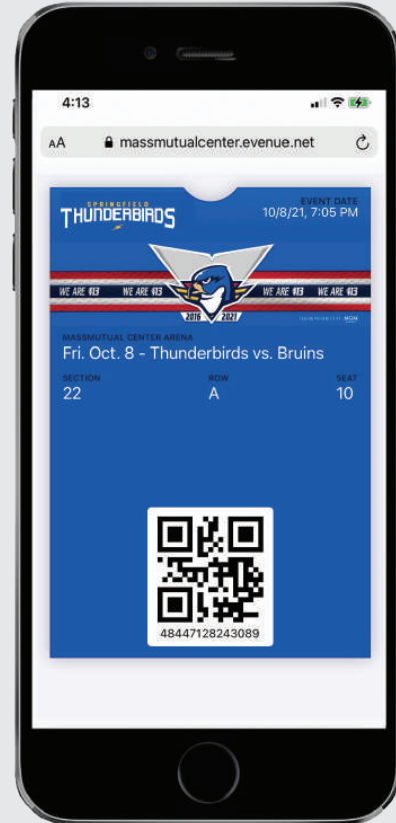 4:13
AA massmutualcenter.evenue.net
SPRINGFIELD
THUNDERBIRDS
EVENT DATE
10/8/21, 7:05 PM
WE ARE 413 WE ARE 413 WE ARE 413 WE ARE 413
2016 2021
MGM
MASSMUTUAL CENTER ARENA
Fri. Oct. 8 - Thunderbirds vs. Bruins
SECTION ROW SEAT
22 A 10
48447128243089